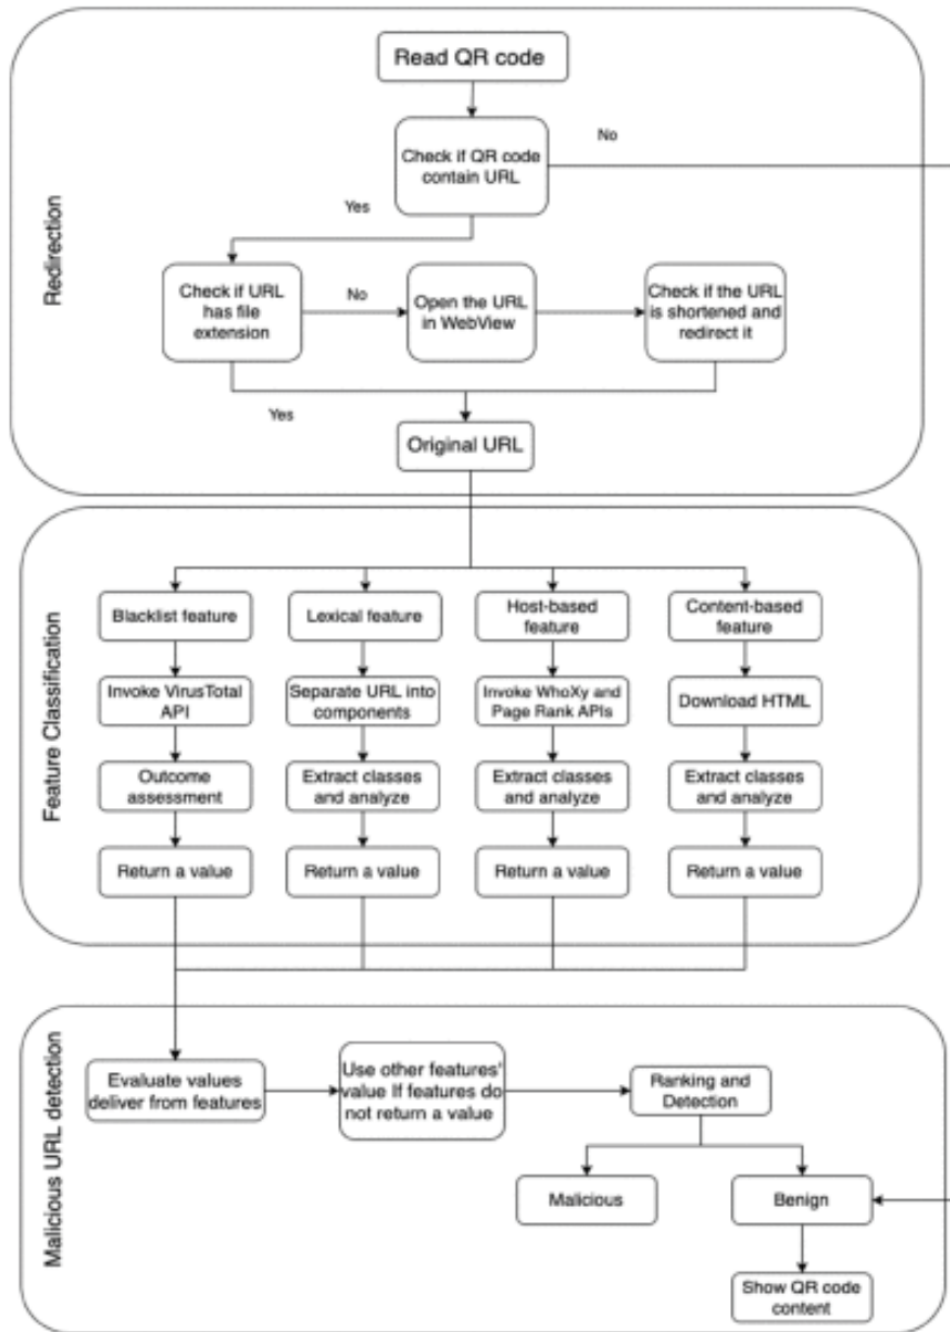 Redirection
Read QR code
Check if QR code
contain URL
No
Yes
Check if URL
has file
extension
No
Open the URL
in WebView
Check if the URL
is shortened and
redirect it
Yes
Original URL
Feature Classification
Blacklist feature
Lexical feature
Host-based
feature
Content-based
feature
Invoke VirusTotal
API
Separate URL into
components
Invoke WhoXy and
Page Rank APIs
Download HTML
Outcome
assessment
Extract classes
and analyze
Extract classes
and analyze
Extract classes
and analyze
Return a value
Return a value
Return a value
Return a value
Malicious URL detection
Evaluate values
deliver from features
Use other features'
value If features do
not return a value
Ranking and
Detection
Malicious
Benign
Show QR code
content